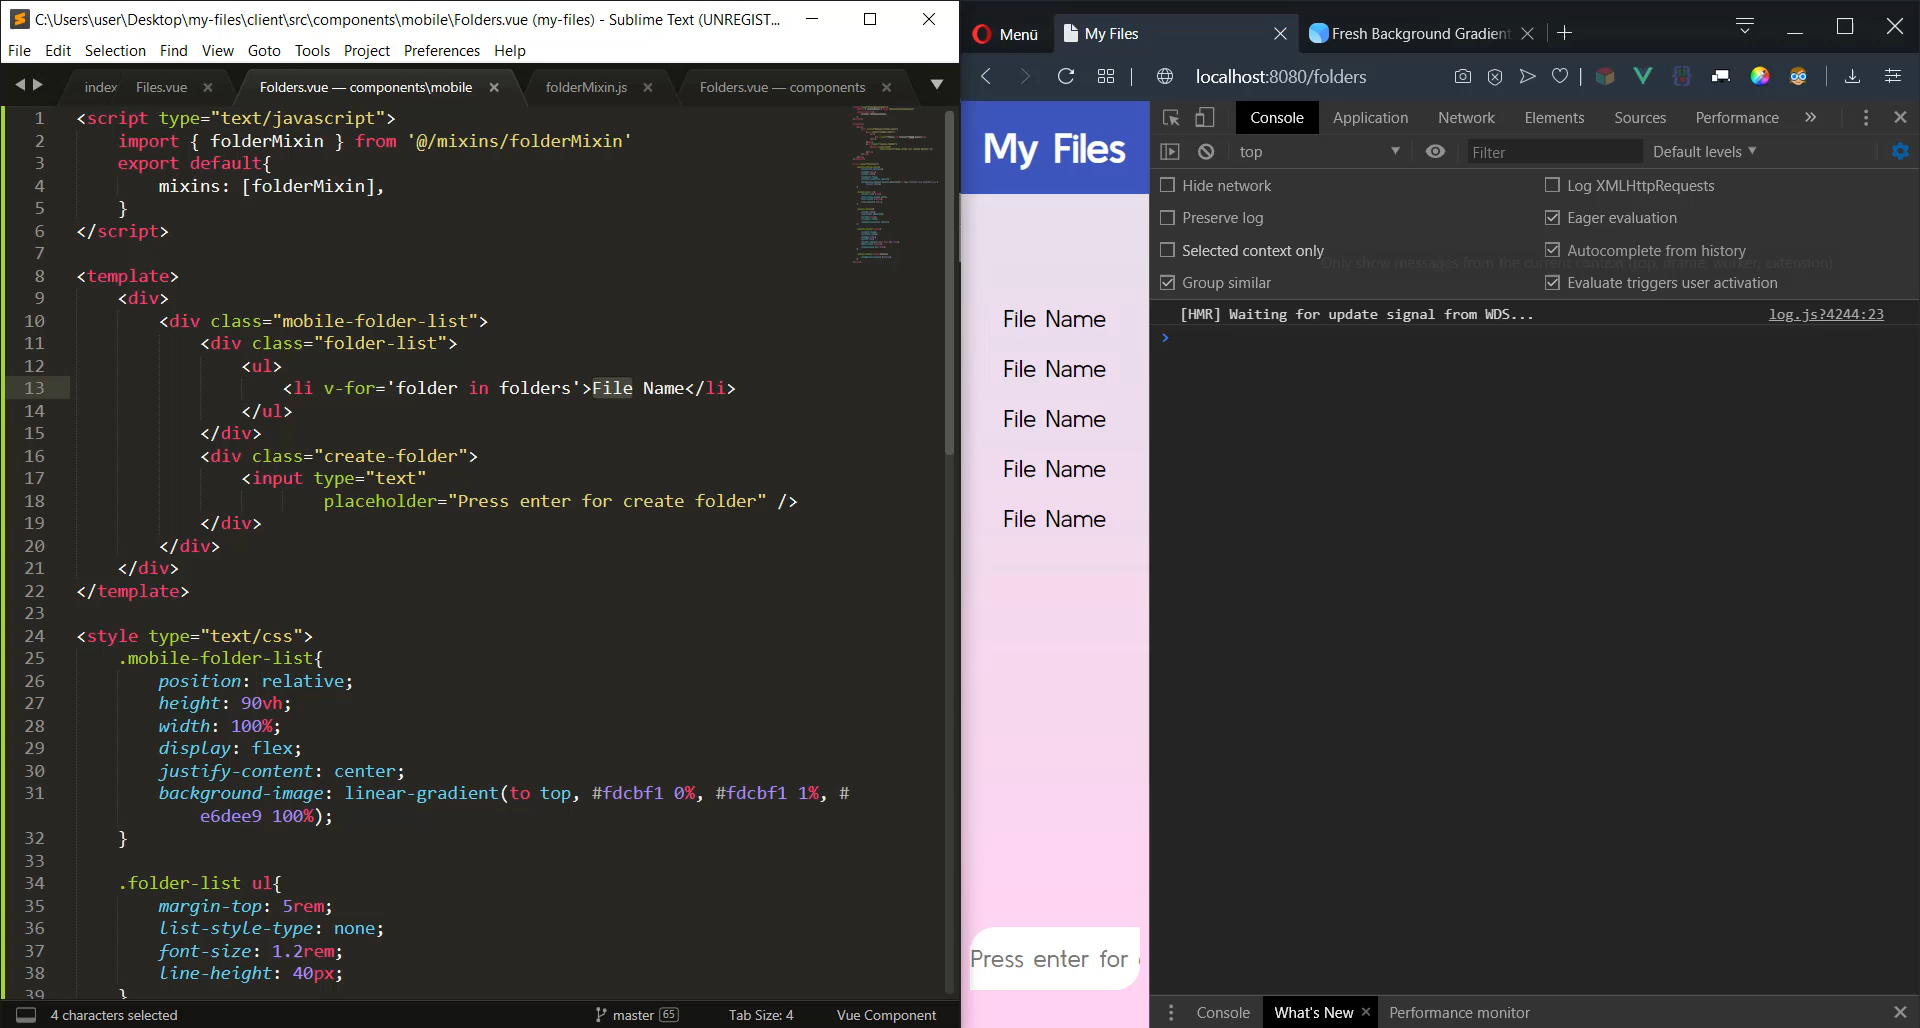 C:\Users\user\Desktop\my-files\client\src\components\mobile\Folders.vue (my-files) - Sublime Text (UNREGIST...
File Edit Selection Find View Goto Tools Project Preferences Help
index Files.vue Folders.vue — components\mobile folderMixin.js Folders.vue — components
1 <script type="text/javascript">
2 import { folderMixin } from '@/mixins/folderMixin'
3 export default{
4 mixins: [folderMixin],
5 }
6 </script>
7
8 <template>
9 <div>
10 <div class="mobile-folder-list">
11 <div class="folder-list">
12 <ul>
13 <li v-for='folder in folders'>File Name</li>
14 </ul>
15 </div>
16 <div class="create-folder">
17 <input type="text"
18 placeholder="Press enter for create folder" />
19 </div>
20 </div>
21 </div>
22 </template>
23
24 <style type="text/css">
25 .mobile-folder-list{
26 position: relative;
27 height: 90vh;
28 width: 100%;
29 display: flex;
30 justify-content: center;
31 background-image: linear-gradient(to top, #fdcbf1 0%, #fdcbf1 1%, #
e6dee9 100%);
32 }
33
34 .folder-list ul{
35 margin-top: 5rem;
36 list-style-type: none;
37 font-size: 1.2rem;
38 line-height: 40px;
39 }
4 characters selected master 65 Tab Size: 4 Vue Component
Menü My Files Fresh Background Gradient
localhost:8080/folders
My Files
File Name
File Name
File Name
File Name
File Name
Press enter for
Console Application Network Elements Sources Performance »
top Filter Default levels
Hide network Log XMLHttpRequests
Preserve log Eager evaluation
Selected context only Autocomplete from history
Only show messages from the current context (top, iframe, worker, extension)
Group similar Evaluate triggers user activation
[HMR] Waiting for update signal from WDS... log.js?4244:23
Console What's New Performance monitor